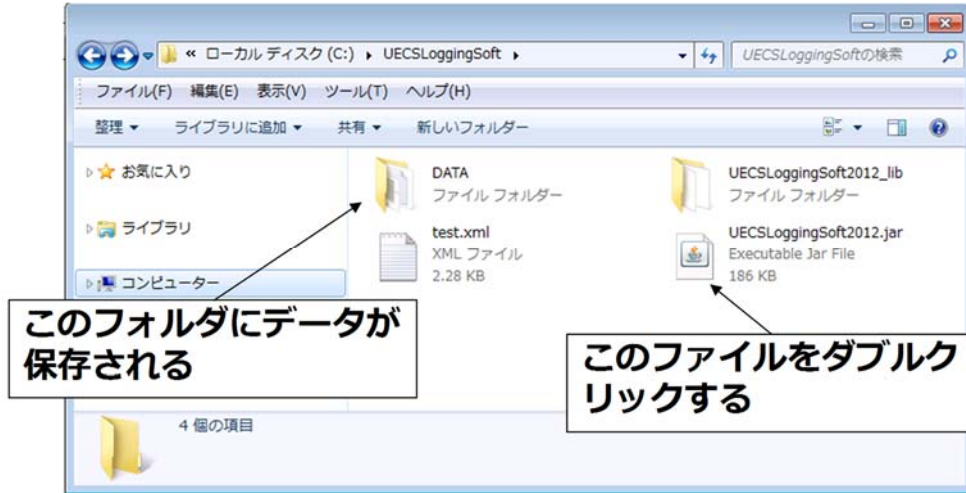 « ローカル ディスク (C:) ▸ UECSLoggingSoft ▸
UECSLoggingSoftの検索
ファイル(F) 編集(E) 表示(V) ツール(T) ヘルプ(H)
整理 ▼ ライブラリに追加 ▼ 共有 ▼ 新しいフォルダー
お気に入り
ライブラリ
コンピューター
DATA
ファイル フォルダー
UECSLoggingSoft2012_lib
ファイル フォルダー
test.xml
XML ファイル
2.28 KB
UECSLoggingSoft2012.jar
Executable Jar File
186 KB
このフォルダにデータが
保存される
このファイルをダブルク
リックする
4 個の項目